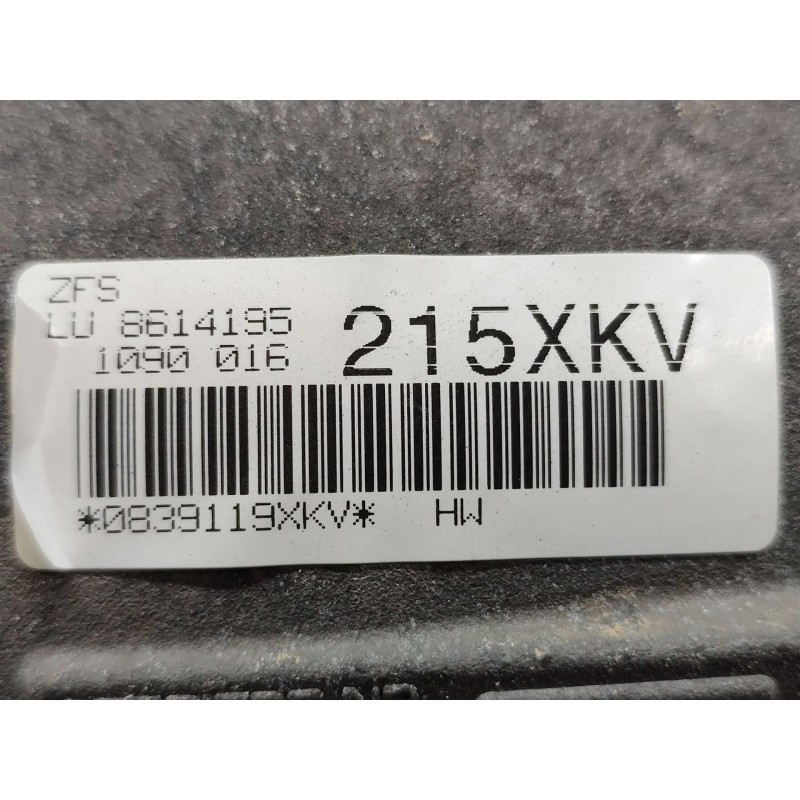 ZFS
LU 8614195
1090 016 215XKV
*0839119XKV* HW